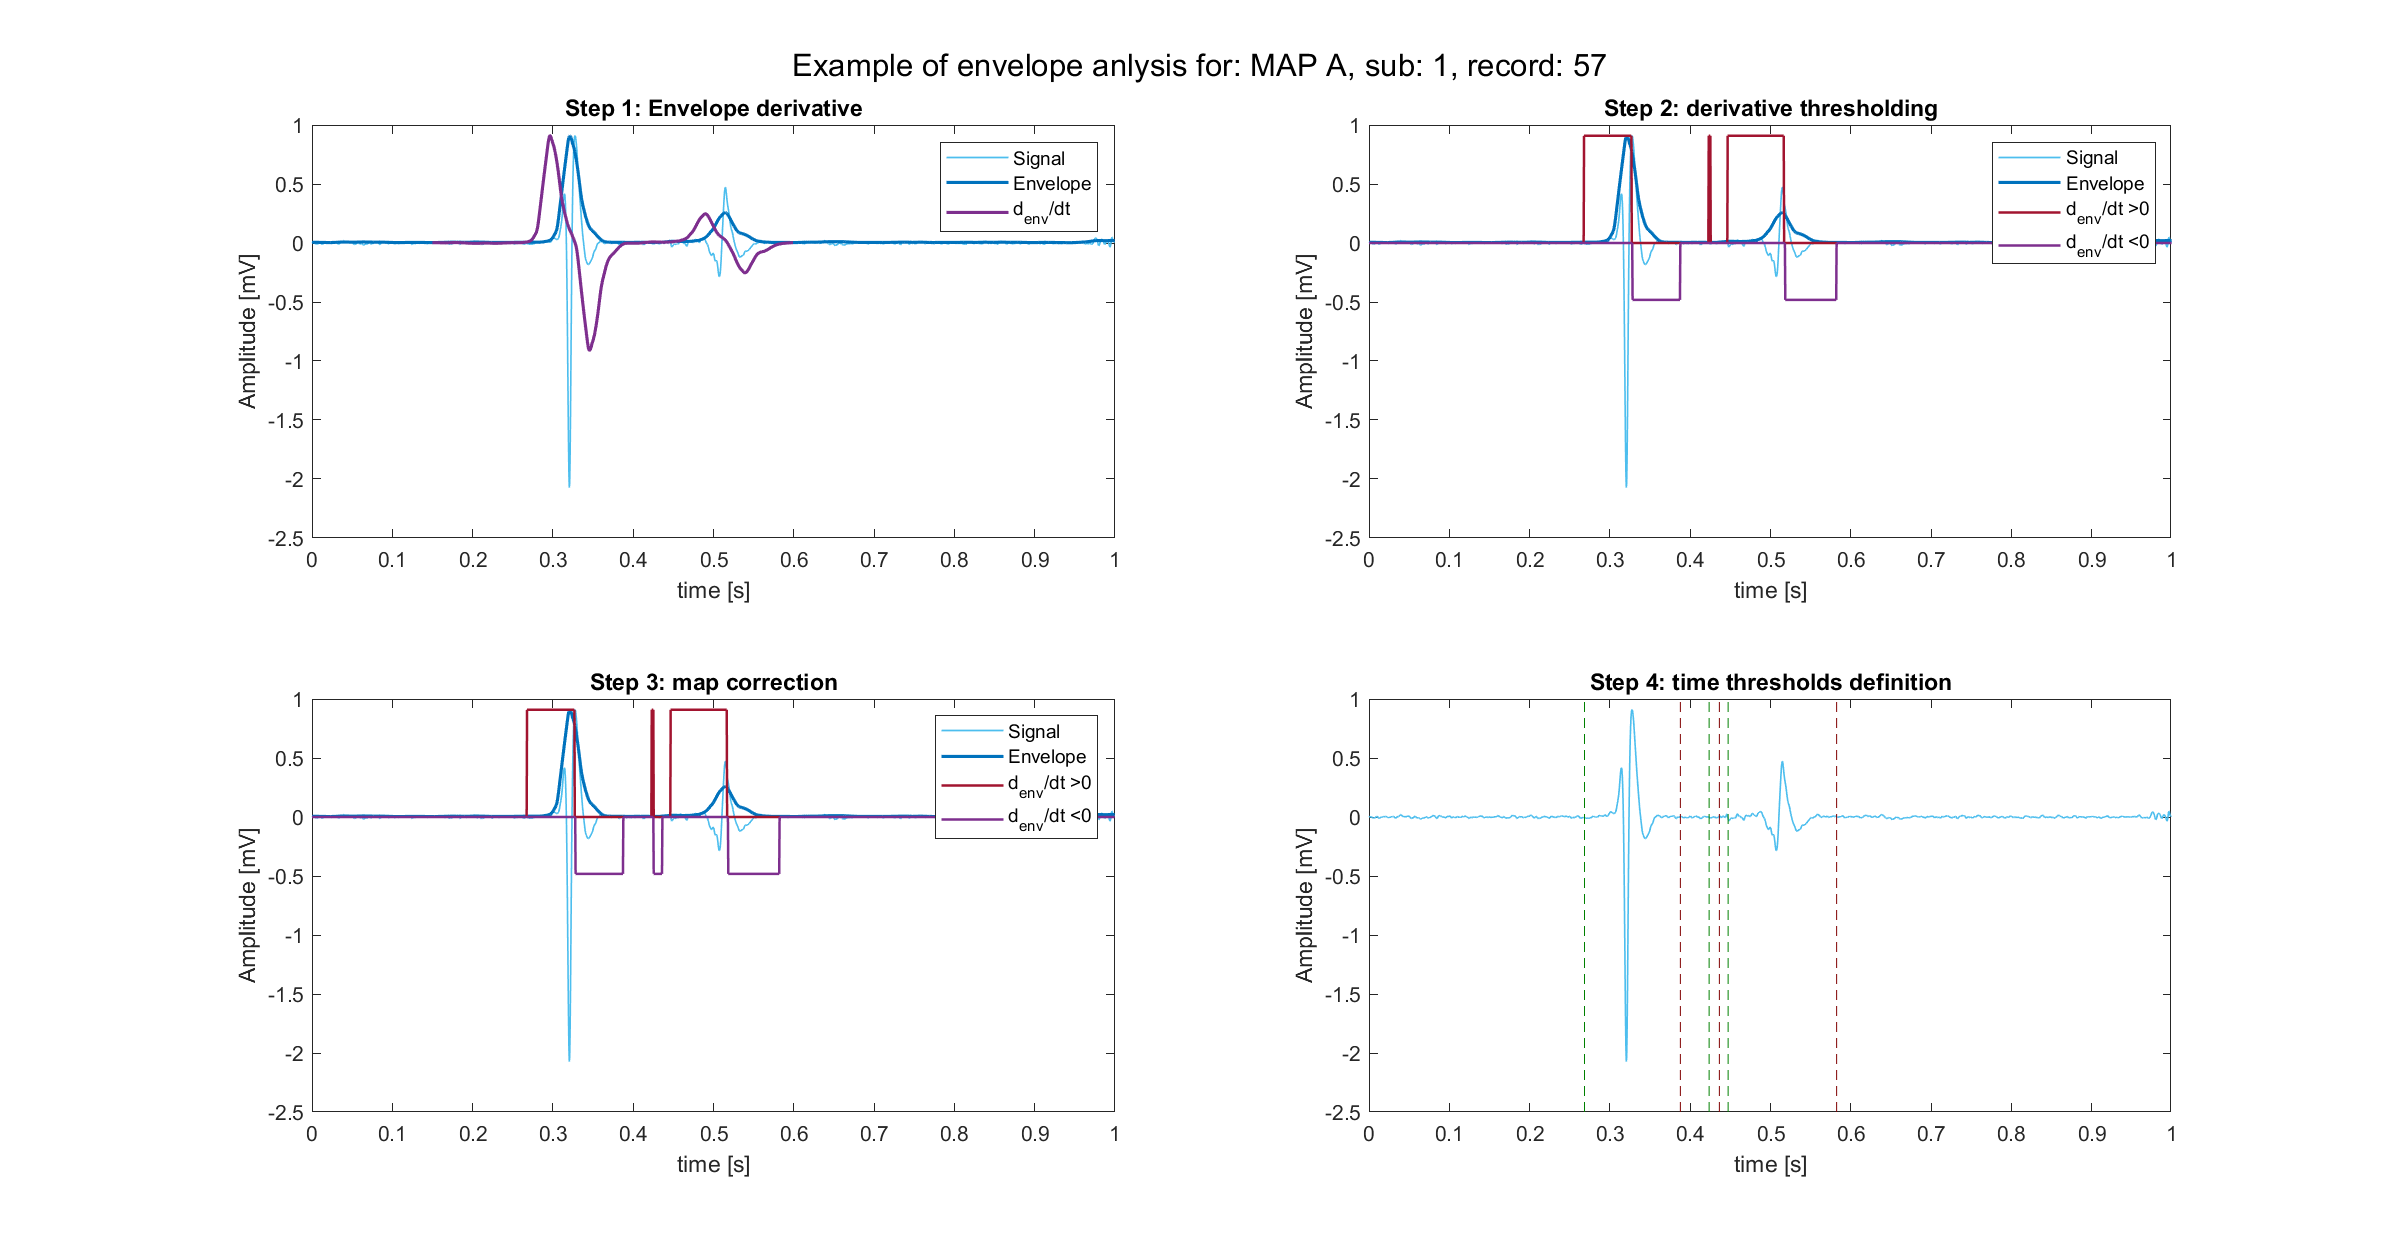 Example of envelope anlysis for: MAP A, sub: 1, record: 57
Step 1: Envelope derivative
1
0.5
0
-0.5
-1
-1.5
-2
-2.5
Amplitude [mV]
0 0.1 0.2 0.3 0.4 0.5 0.6 0.7 0.8 0.9 1
time [s]
Signal
Envelope
d_env/dt
Step 2: derivative thresholding
1
0.5
0
-0.5
-1
-1.5
-2
-2.5
Amplitude [mV]
0 0.1 0.2 0.3 0.4 0.5 0.6 0.7 0.8 0.9 1
time [s]
Signal
Envelope
d_env/dt >0
d_env/dt <0
Step 3: map correction
1
0.5
0
-0.5
-1
-1.5
-2
-2.5
Amplitude [mV]
0 0.1 0.2 0.3 0.4 0.5 0.6 0.7 0.8 0.9 1
time [s]
Signal
Envelope
d_env/dt >0
d_env/dt <0
Step 4: time thresholds definition
1
0.5
0
-0.5
-1
-1.5
-2
-2.5
Amplitude [mV]
0 0.1 0.2 0.3 0.4 0.5 0.6 0.7 0.8 0.9 1
time [s]